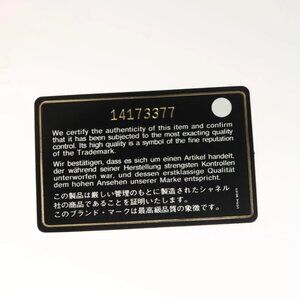 14173377
We certify the authenticity of this item and confirm
that it has been subjected to the most exacting quality
control. Its high quality is a symbol of the fine reputation
of the Trademark.
Wir bestätigen, dass es sich um einen Artikel handelt,
der während seiner Herstellung strengsten Kontrollen
unterworfen war, und dessen erstklassige Qualität
dem hohen Ansehen unserer Marke entspricht.
この製品は厳しい管理のもとに製造されたシャネル
社の商品であることを証明いたします。
このブランド・マークは最高級品質の象徴です。